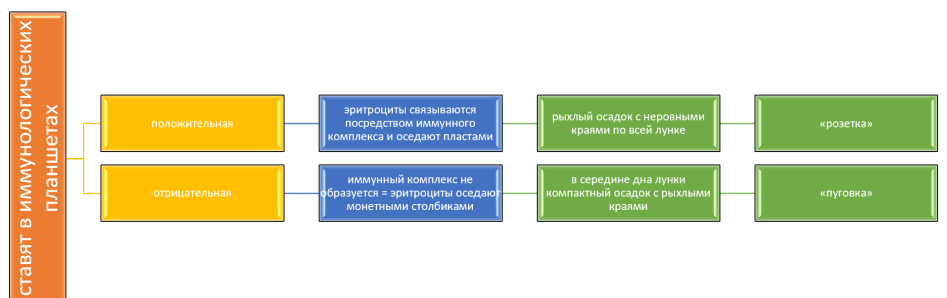 ставят в иммунологических
планшетах
положительная
эритроциты связываются
посредством иммунного
комплекса и оседают пластами
рыхлый осадок с неровными
краями по всей лунке
«розетка»
отрицательная
иммунный комплекс не
образуется = эритроциты оседают
монетными столбиками
в середине дна лунки
компактный осадок с рыхлыми
краями
«пуговка»